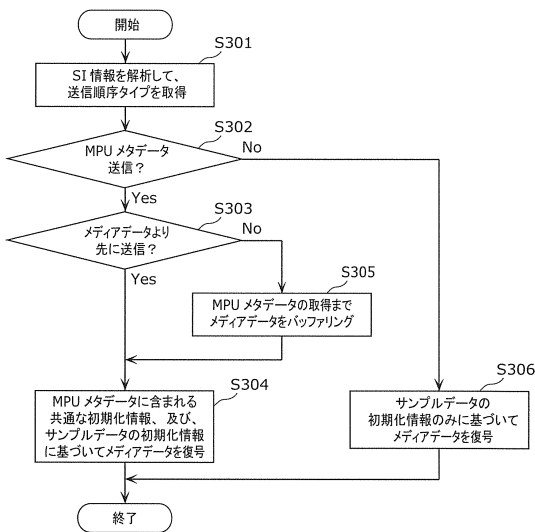 開始
S301
SI 情報を解析して、
送信順序タイプを取得
S302
MPU メタデータ
送信？
No
Yes
S303
メディアデータより
先に送信？
No
Yes
S305
MPU メタデータの取得まで
メディアデータをバッファリング
S304
MPU メタデータに含まれる
共通な初期化情報、及び、
サンプルデータの初期化情報
に基づいてメディアデータを復号
S306
サンプルデータの
初期化情報のみに基づいて
メディアデータを復号
終了